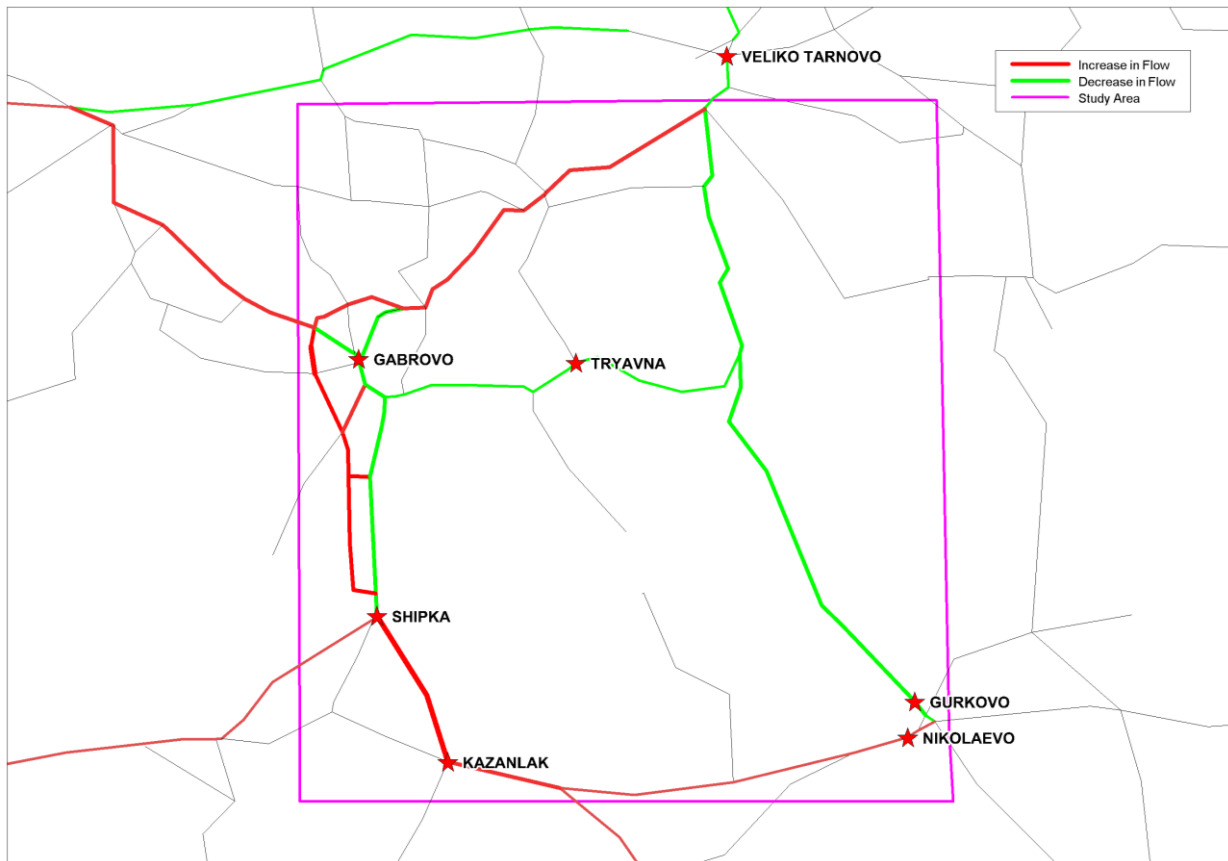 VELIKO TARNOVO
Increase in Flow
Decrease in Flow
Study Area
GABROVO
TRYAVNA
SHIPKA
GURKOVO
NIKOLAEVO
KAZANLAK